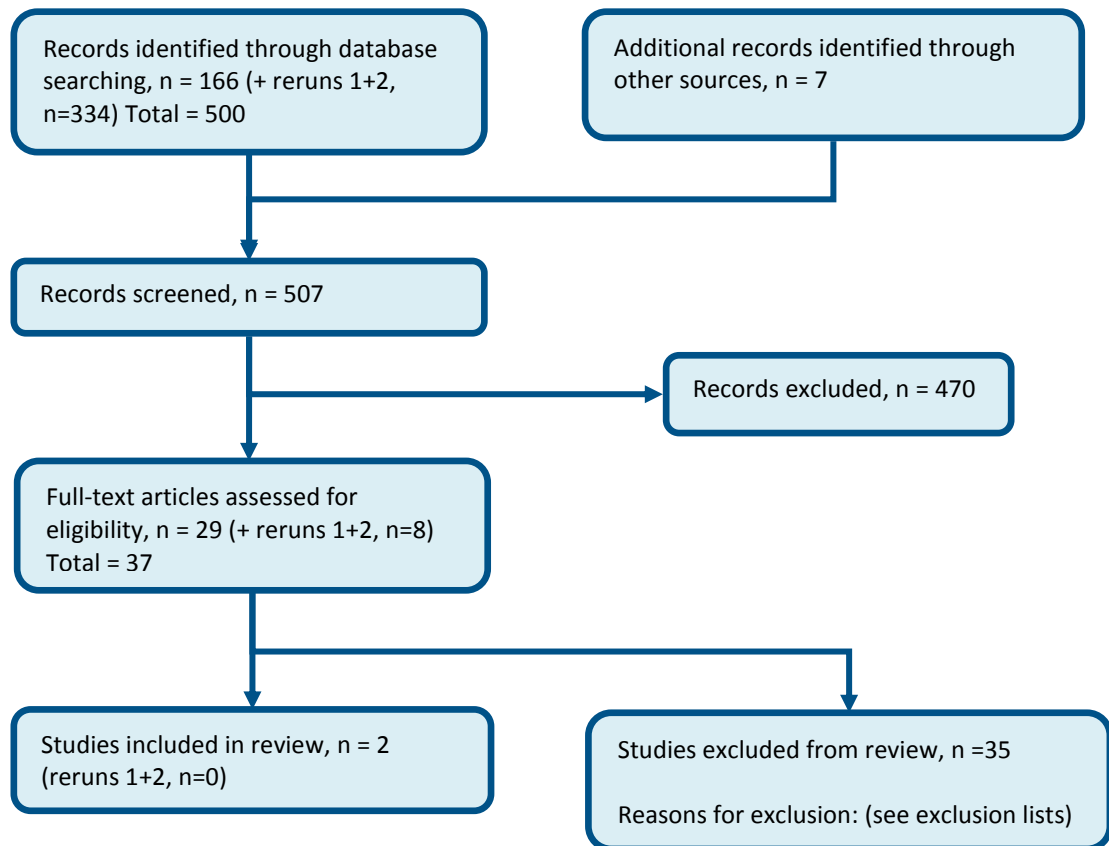 Records identified through database
searching, n = 166 (+ reruns 1+2,
n=334) Total = 500
Additional records identified through
other sources, n = 7
Records screened, n = 507
Records excluded, n = 470
Full-text articles assessed for
eligibility, n = 29 (+ reruns 1+2, n=8)
Total = 37
Studies included in review, n = 2
(reruns 1+2, n=0)
Studies excluded from review, n =35
Reasons for exclusion: (see exclusion lists)